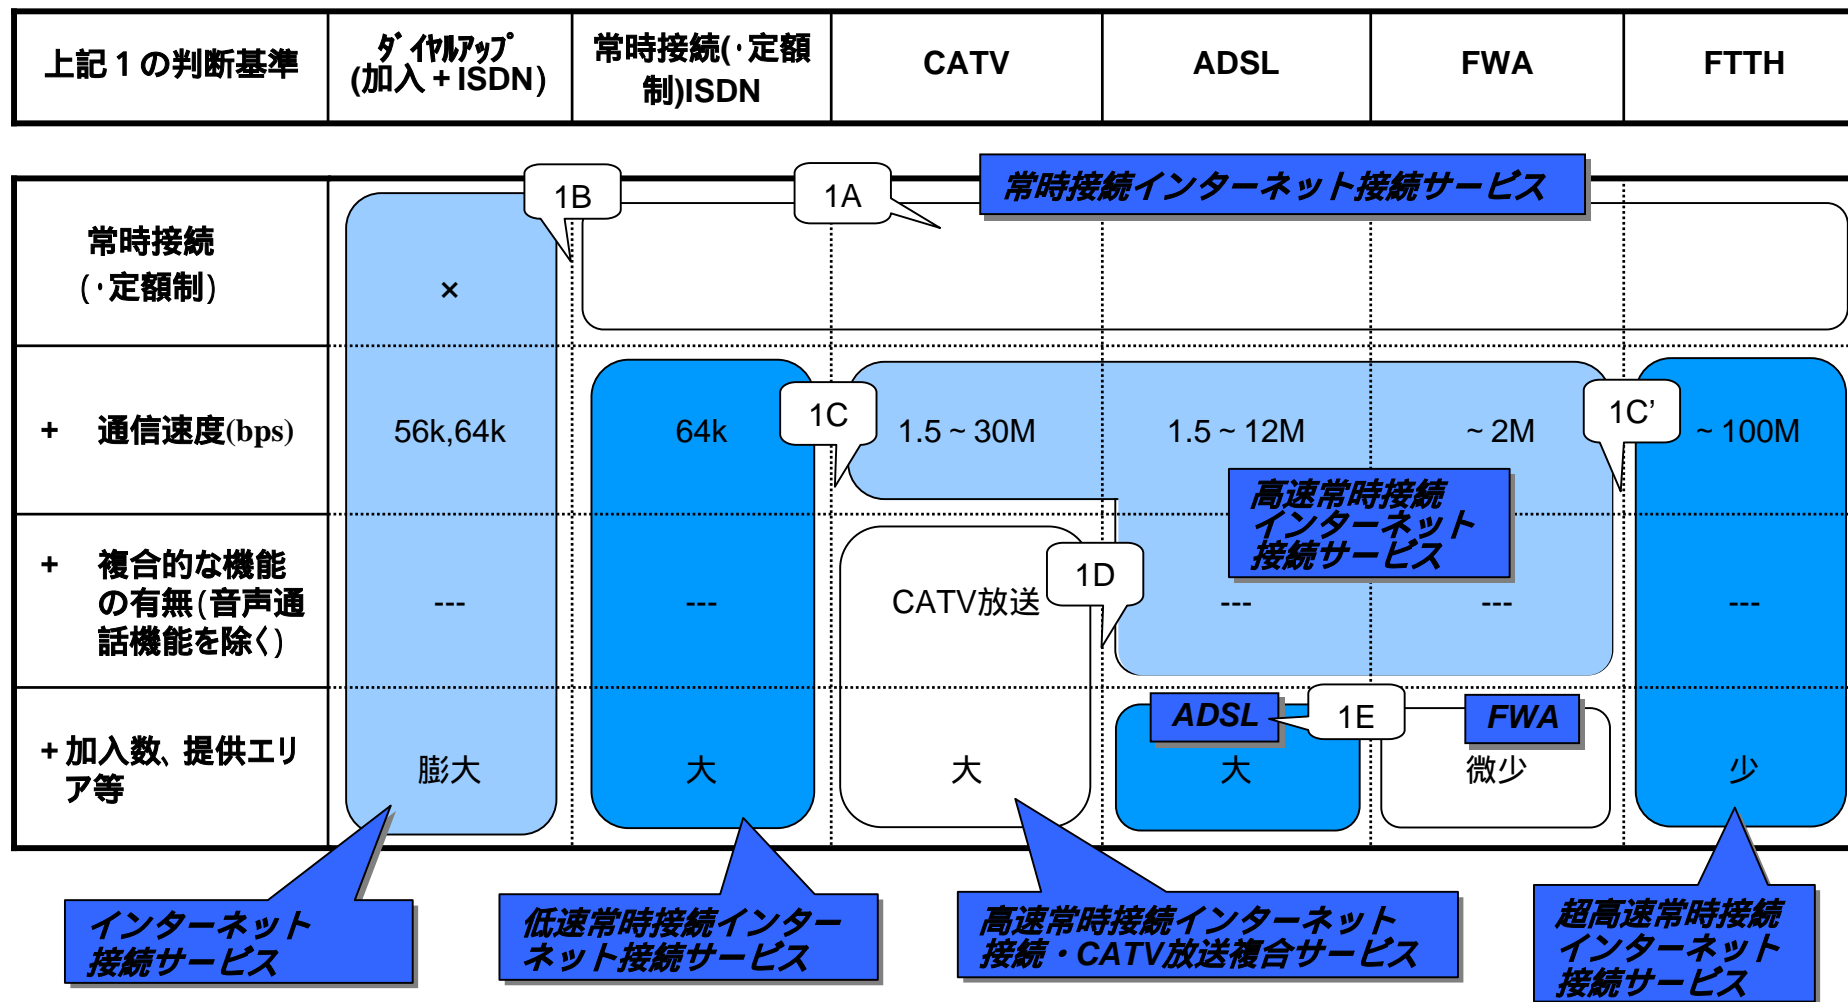 上記1の判断基準
ダイヤルアップ
(加入+ISDN)
常時接続(・定額
制)ISDN
CATV
ADSL
FWA
FTTH
1B
1A
常時接続インターネット接続サービス
常時接続
(・定額制)
×
+ 通信速度(bps)
56k,64k
64k
1C
1.5~30M
1.5~12M
~2M
1C’
~100M
高速常時接続
インターネット
接続サービス
+ 複合的な機能
の有無(音声通
話機能を除く)
---
---
CATV放送
1D
---
---
---
ADSL
1E
FWA
+加入数、提供エリ
ア等
膨大
大
大
大
微少
少
インターネット
接続サービス
低速常時接続インター
ネット接続サービス
高速常時接続インターネット
接続・CATV放送複合サービス
超高速常時接続
インターネット
接続サービス